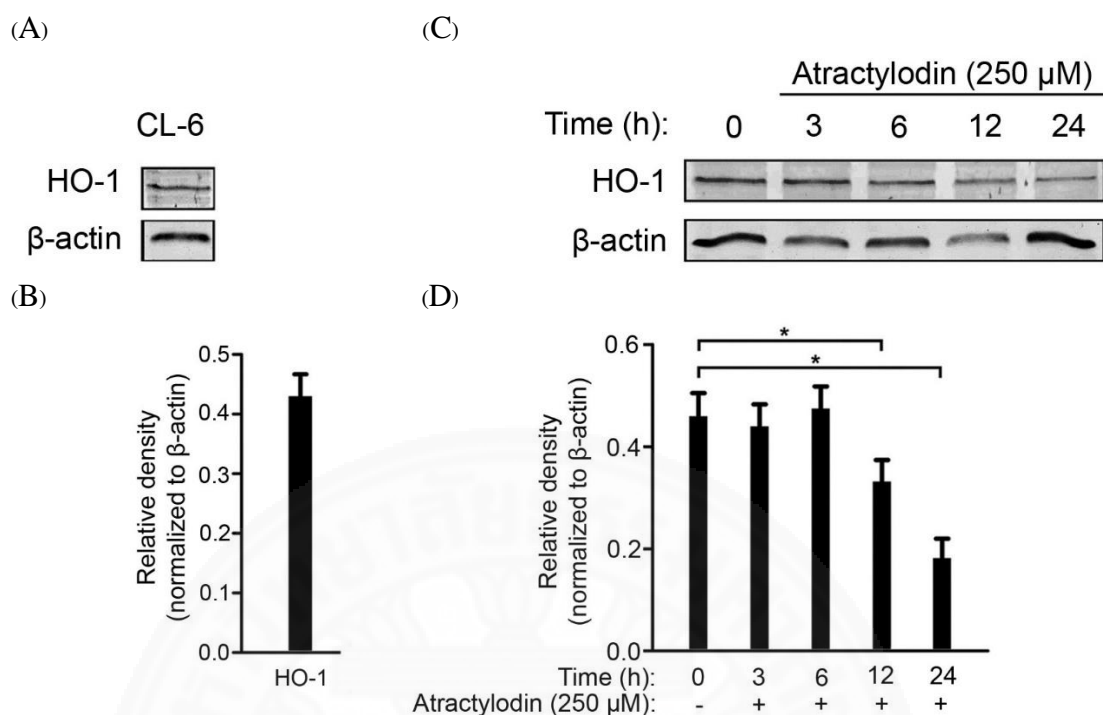 (A)
CL-6
HO-1
β-actin
(B)
Relative density
(normalized to β-actin)
0.5
0.4
0.3
0.2
0.1
0.0
HO-1
(C)
Atractylodin (250 μM)
Time (h): 0 3 6 12 24
HO-1
β-actin
(D)
Relative density
(normalized to β-actin)
0.6
0.4
0.2
0.0
*
*
Time (h): 0 3 6 12 24
Atractylodin (250 μM): - + + + +